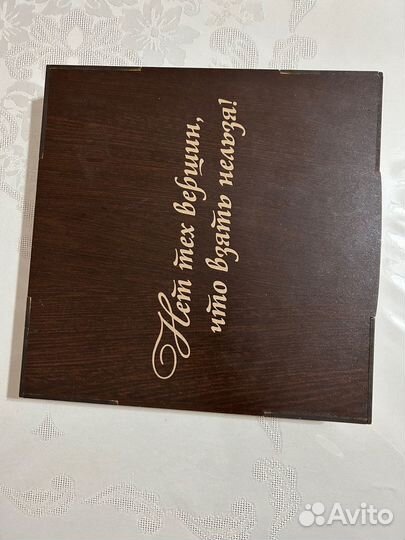 Нет тех вершин,
что взять нельзя!
Avito